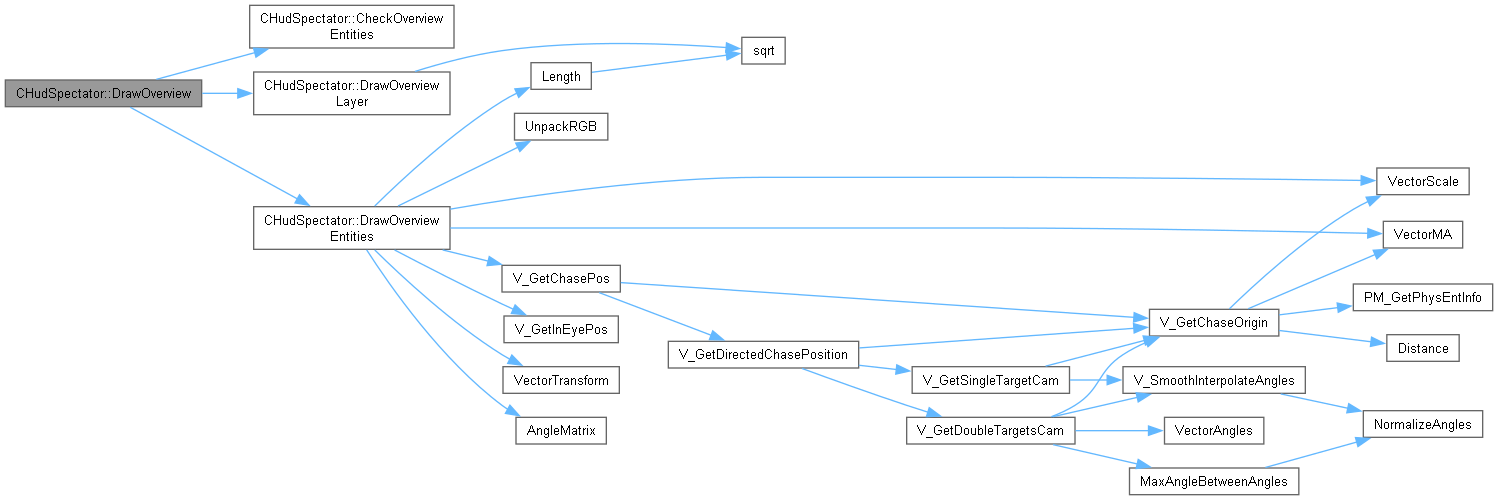 CHudSpectator::DrawOverview
CHudSpectator::CheckOverview
Entities
CHudSpectator::DrawOverview
Layer
CHudSpectator::DrawOverview
Entities
sqrt
Length
UnpackRGB
V_GetChasePos
V_GetInEyePos
VectorTransform
AngleMatrix
V_GetDirectedChasePosition
V_GetSingleTargetCam
V_GetDoubleTargetsCam
V_GetChaseOrigin
V_SmoothInterpolateAngles
VectorAngles
MaxAngleBetweenAngles
VectorScale
VectorMA
PM_GetPhysEntInfo
Distance
NormalizeAngles